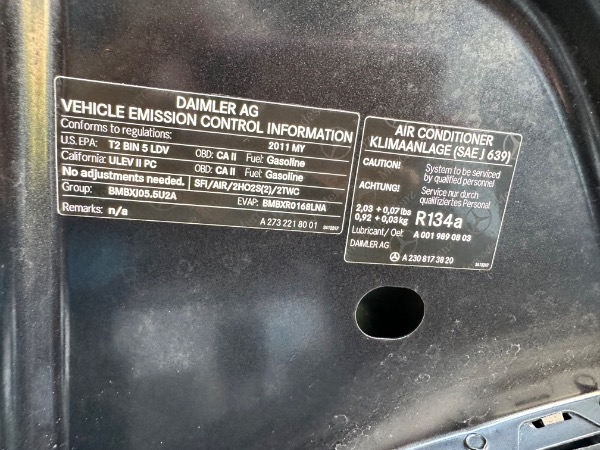 DAIMLER AG
VEHICLE EMISSION CONTROL INFORMATION
Conforms to regulations: 2011 MY
U.S. EPA: T2 BIN 5 LDV OBD: CA II Fuel: Gasoline
California: ULEV II PC OBD: CA II Fuel: Gasoline
No adjustments needed. SFI/AIR/2HO2S(2)/2TWC
Group: BMBXJ05.5U2A EVAP: BMBXR0168LNA
Remarks: n/a A 273 221 80 01
AIR CONDITIONER
KLIMAANLAGE (SAE J 639)
CAUTION: System to be serviced
by qualified personnel
ACHTUNG! Service nur durch
qualifiziertes Personal
2,03 + 0,07 lbs
0,92 + 0,03 kg R134a
Lubricant/ Oel: A 001 989 08 03
DAIMLER AG
A 230 817 38 20